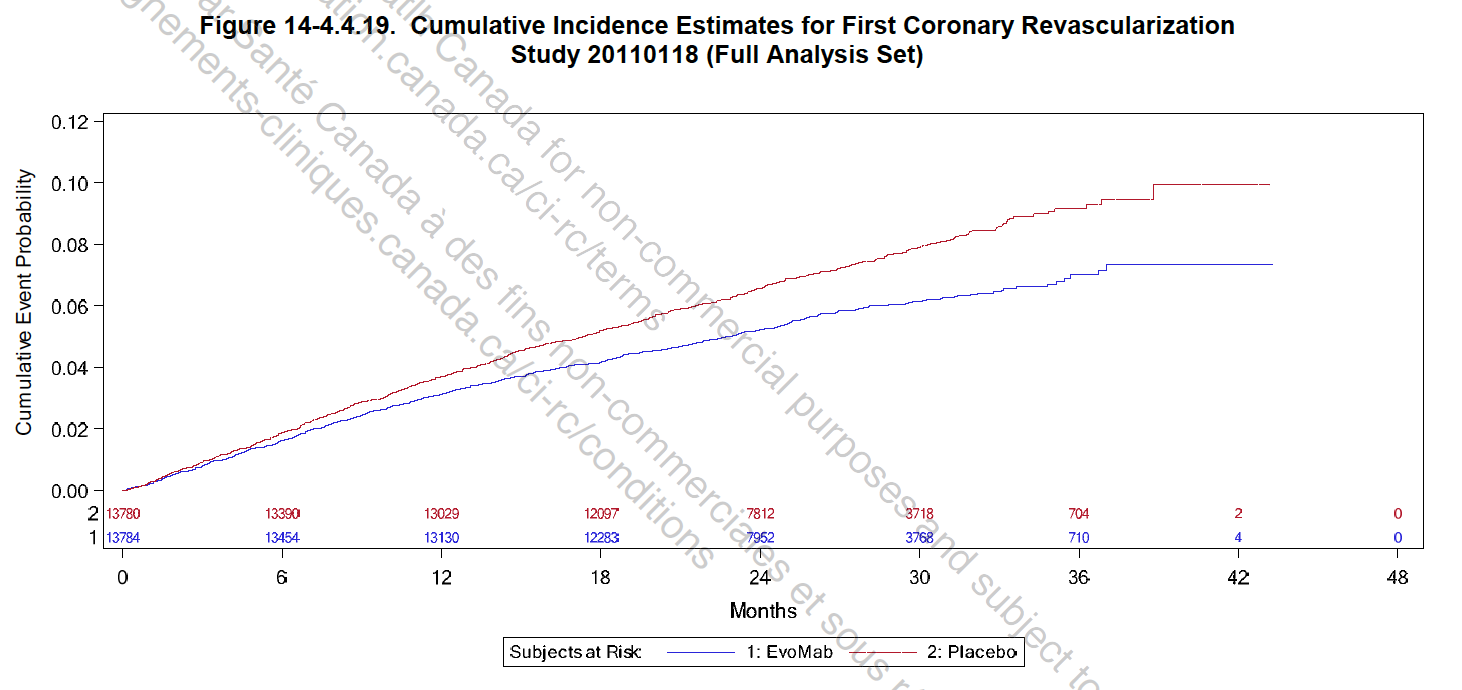 Figure 14-4.4.19. Cumulative Incidence Estimates for First Coronary Revascularization
Study 20110118 (Full Analysis Set)
Cumulative Event Probability
0.12
0.10
0.08
0.06
0.04
0.02
0.00
2 13780 13390 13029 12097 7812 3718 704 2 0
1 13784 13454 13130 12283 7952 3768 710 4 0
0 6 12 18 24 30 36 42 48
Months
Subjects at Risk: 1: EvoMab 2: Placebo
Canada for non-commercial purposes and subject to
canada.ca/ci-rc/terms
Santé Canada à des fins non-commerciales et sous
cliniques.canada.ca/ci-rc/conditions